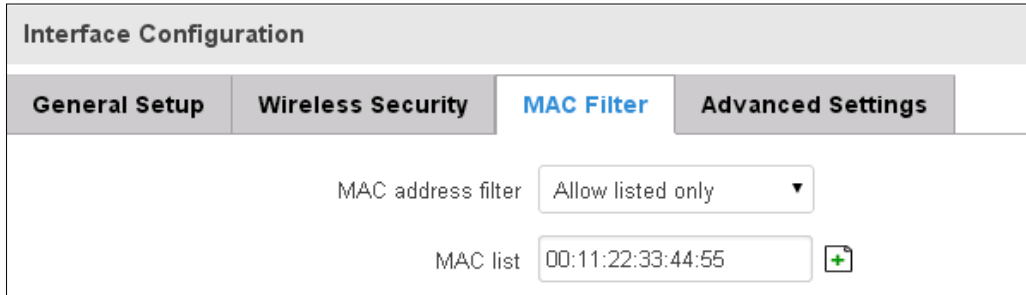 Interface Configuration
General Setup Wireless Security MAC Filter Advanced Settings
MAC address filter Allow listed only
MAC list 00:11:22:33:44:55